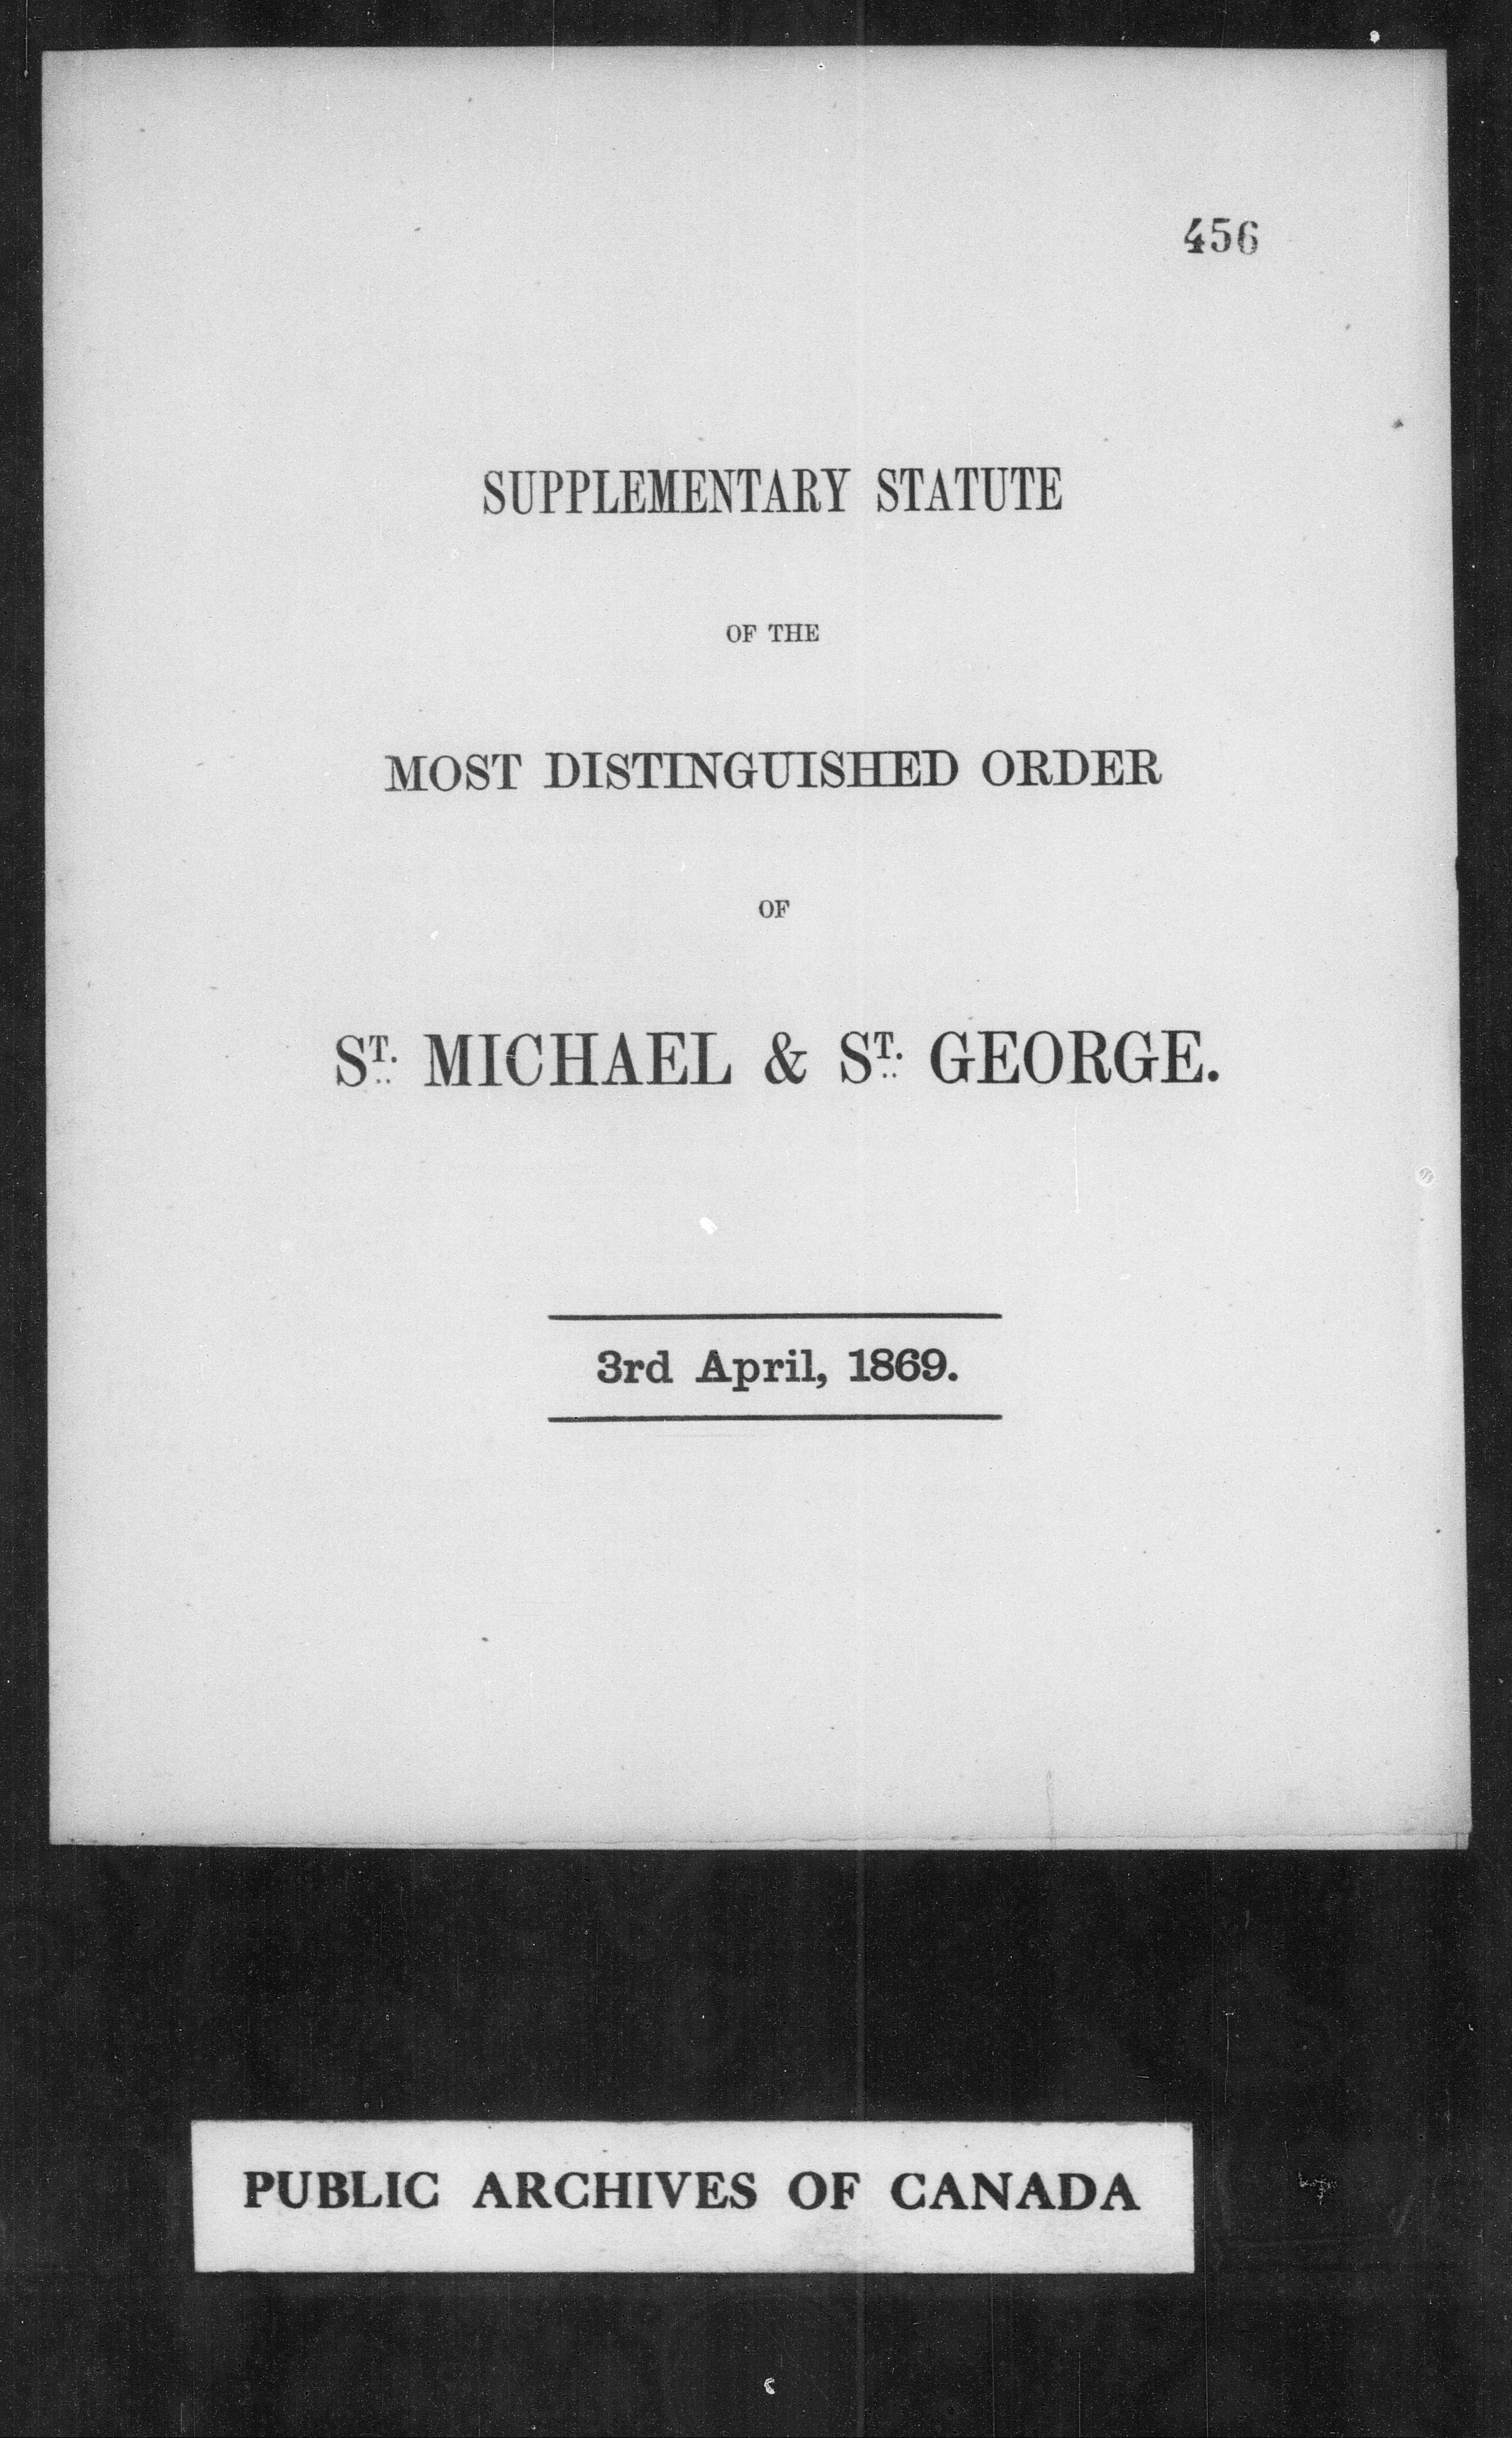 456
SUPPLEMENTARY STATUTE
OF THE
MOST DISTINGUISHED ORDER
OF
ST. MICHAEL & ST. GEORGE.
3rd April, 1869.
PUBLIC ARCHIVES OF CANADA